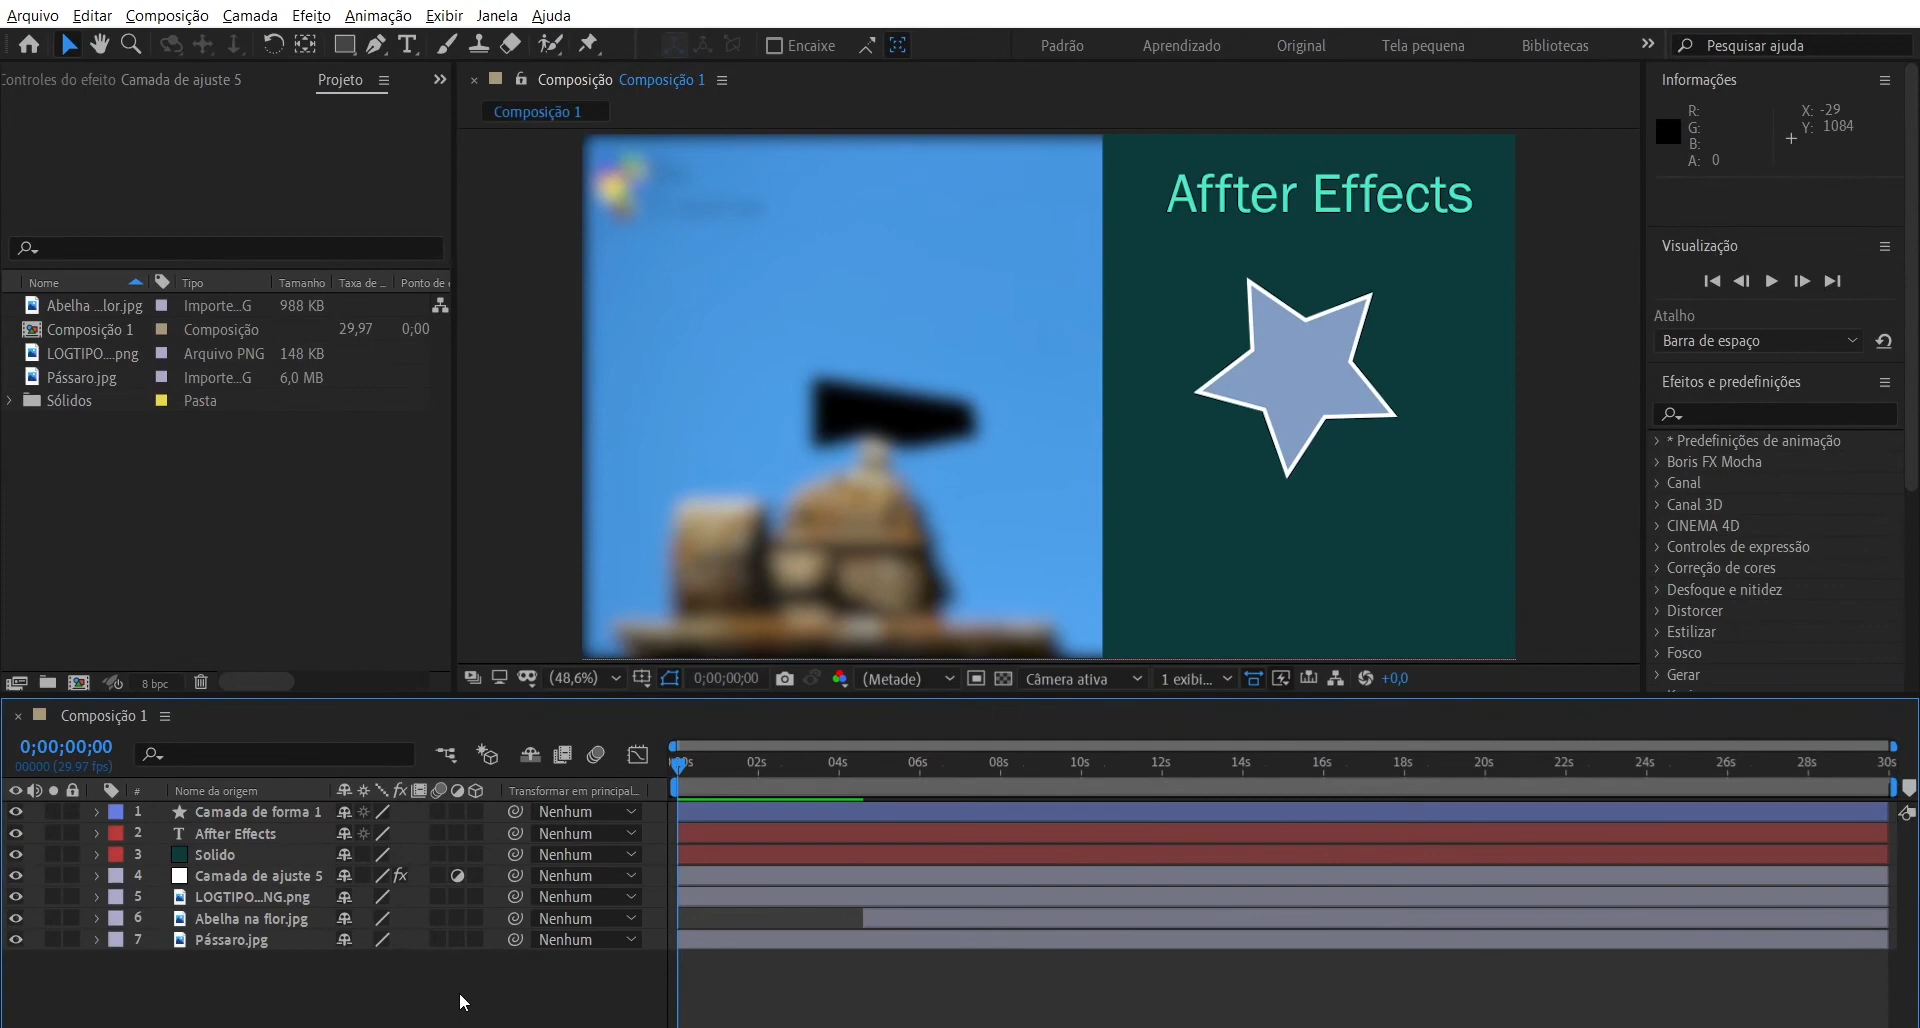 Arquivo Editar Composição Camada Efeito Animação Exibir Janela Ajuda
Encaixe Padrão Aprendizado Original Tela pequena Bibliotecas Pesquisar ajuda
Controles do efeito Camada de ajuste 5 Projeto
Composição Composição 1
Composição 1
Affter Effects
Nome Tipo Tamanho Taxa de ... Ponto de
Abelha ...lor.jpg Importe...G 988 KB
Composição 1 Composição 29,97 0;00
LOGTIPO....png Arquivo PNG 148 KB
Pássaro.jpg Importe...G 6,0 MB
Sólidos Pasta
8 bpc
(48,6%) 0;00;00;00 (Metade) Câmera ativa 1 exibi... +0,0
Informações
R: X: -29
G: Y: 1084
B:
A: 0
Visualização
Atalho
Barra de espaço
Efeitos e predefinições
* Predefinições de animação
Boris FX Mocha
Canal
Canal 3D
CINEMA 4D
Controles de expressão
Correção de cores
Desfoque e nitidez
Distorcer
Estilizar
Fosco
Gerar
Composição 1
0;00;00;00
00000 (29.97 fps)
02s 04s 06s 08s 10s 12s 14s 16s 18s 20s 22s 24s 26s 28s 30s
# Nome da origem fx Transformar em principal...
1 Camada de forma 1 Nenhum
2 T Affter Effects Nenhum
3 Solido Nenhum
4 Camada de ajuste 5 fx Nenhum
5 LOGTIPO...NG.png Nenhum
6 Abelha na flor.jpg Nenhum
7 Pássaro.jpg Nenhum